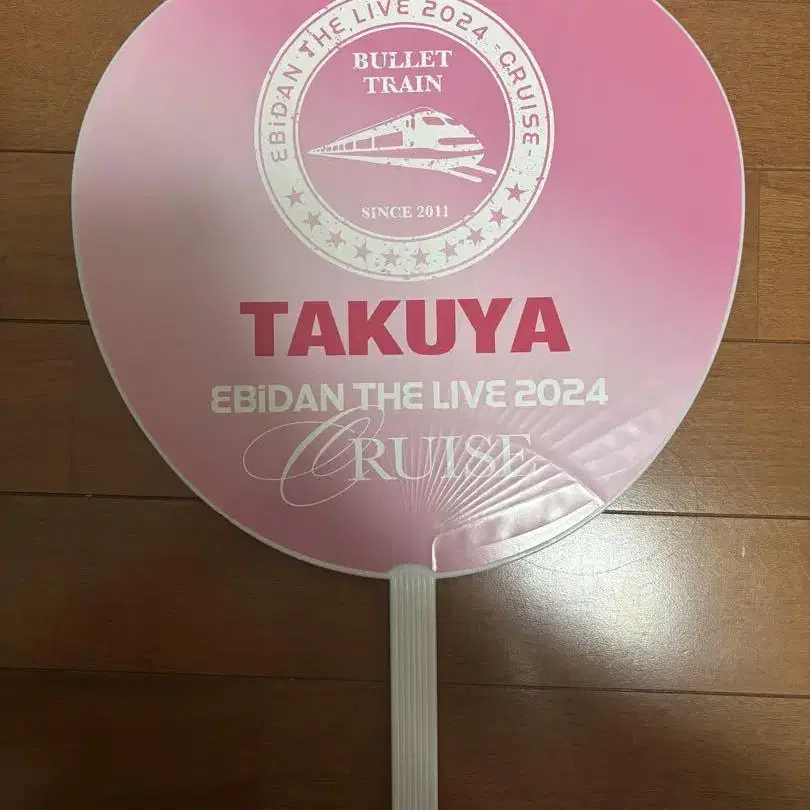 EBiDAN THE LIVE 2024 -CRUISE-
BULLET
TRAIN
SINCE 2011
TAKUYA
EBiDAN THE LIVE 2024
CRUISE